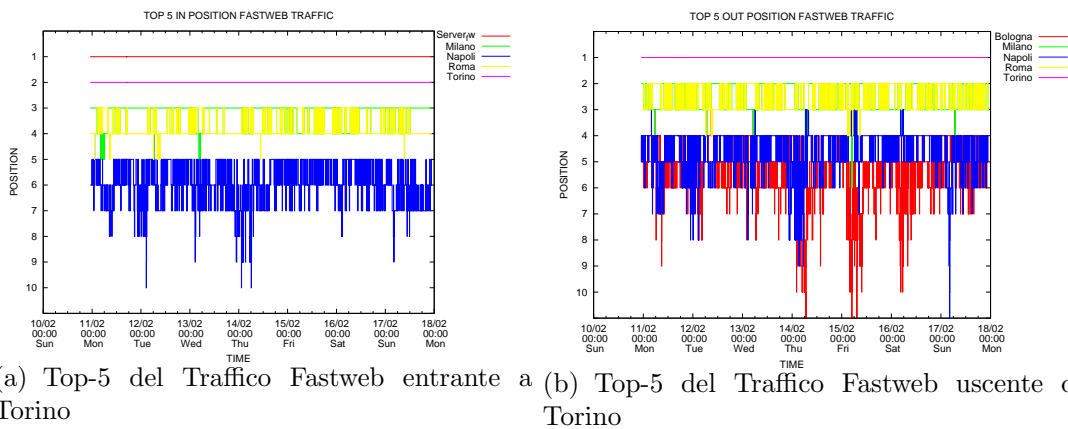 TOP 5 IN POSITION FASTWEB TRAFFIC
Server_fw
Milano
Napoli
Roma
Torino
POSITION
1
2
3
4
5
6
7
8
9
10
10/02 11/02 12/02 13/02 14/02 15/02 16/02 17/02 18/02
00:00 00:00 00:00 00:00 00:00 00:00 00:00 00:00 00:00
Sun Mon Tue Wed Thu Fri Sat Sun Mon
TIME
(a) Top-5 del Traffico Fastweb entrante a
Torino
TOP 5 OUT POSITION FASTWEB TRAFFIC
Bologna
Milano
Napoli
Roma
Torino
POSITION
1
2
3
4
5
6
7
8
9
10
10/02 11/02 12/02 13/02 14/02 15/02 16/02 17/02 18/02
00:00 00:00 00:00 00:00 00:00 00:00 00:00 00:00 00:00
Sun Mon Tue Wed Thu Fri Sat Sun Mon
TIME
(b) Top-5 del Traffico Fastweb uscente
Torino